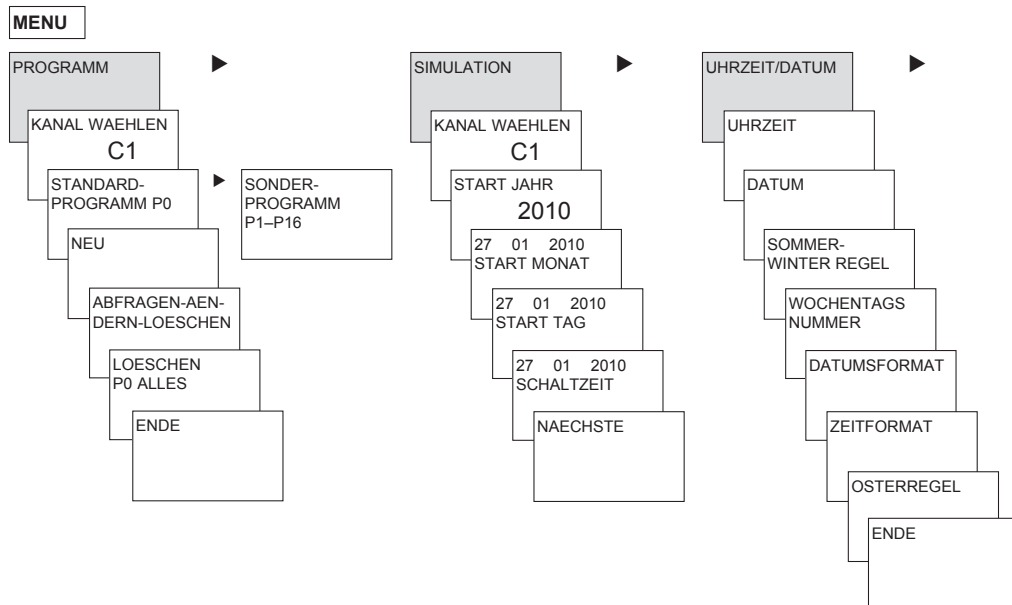 MENU
PROGRAMM
KANAL WAEHLEN
C1
STANDARD-
PROGRAMM P0
SONDER-
PROGRAMM
P1–P16
NEU
ABFRAGEN-AEN-
DERN-LOESCHEN
LOESCHEN
P0 ALLES
ENDE
SIMULATION
KANAL WAEHLEN
C1
START JAHR
2010
27 01 2010
START MONAT
27 01 2010
START TAG
27 01 2010
SCHALTZEIT
NAECHSTE
UHRZEIT/DATUM
UHRZEIT
DATUM
SOMMER-
WINTER REGEL
WOCHENTAGS
NUMMER
DATUMSFORMAT
ZEITFORMAT
OSTERREGEL
ENDE